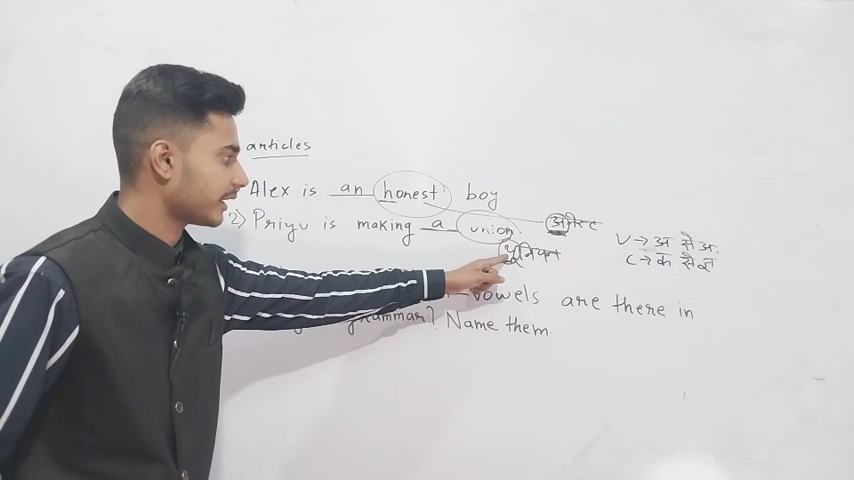 articles
Alex is an honest boy
2) Priyu is making a union
ऑनेस्ट
यूनियन
V → अ से अः
C → क से ज्ञ
vowels are there in
grammar? Name them.